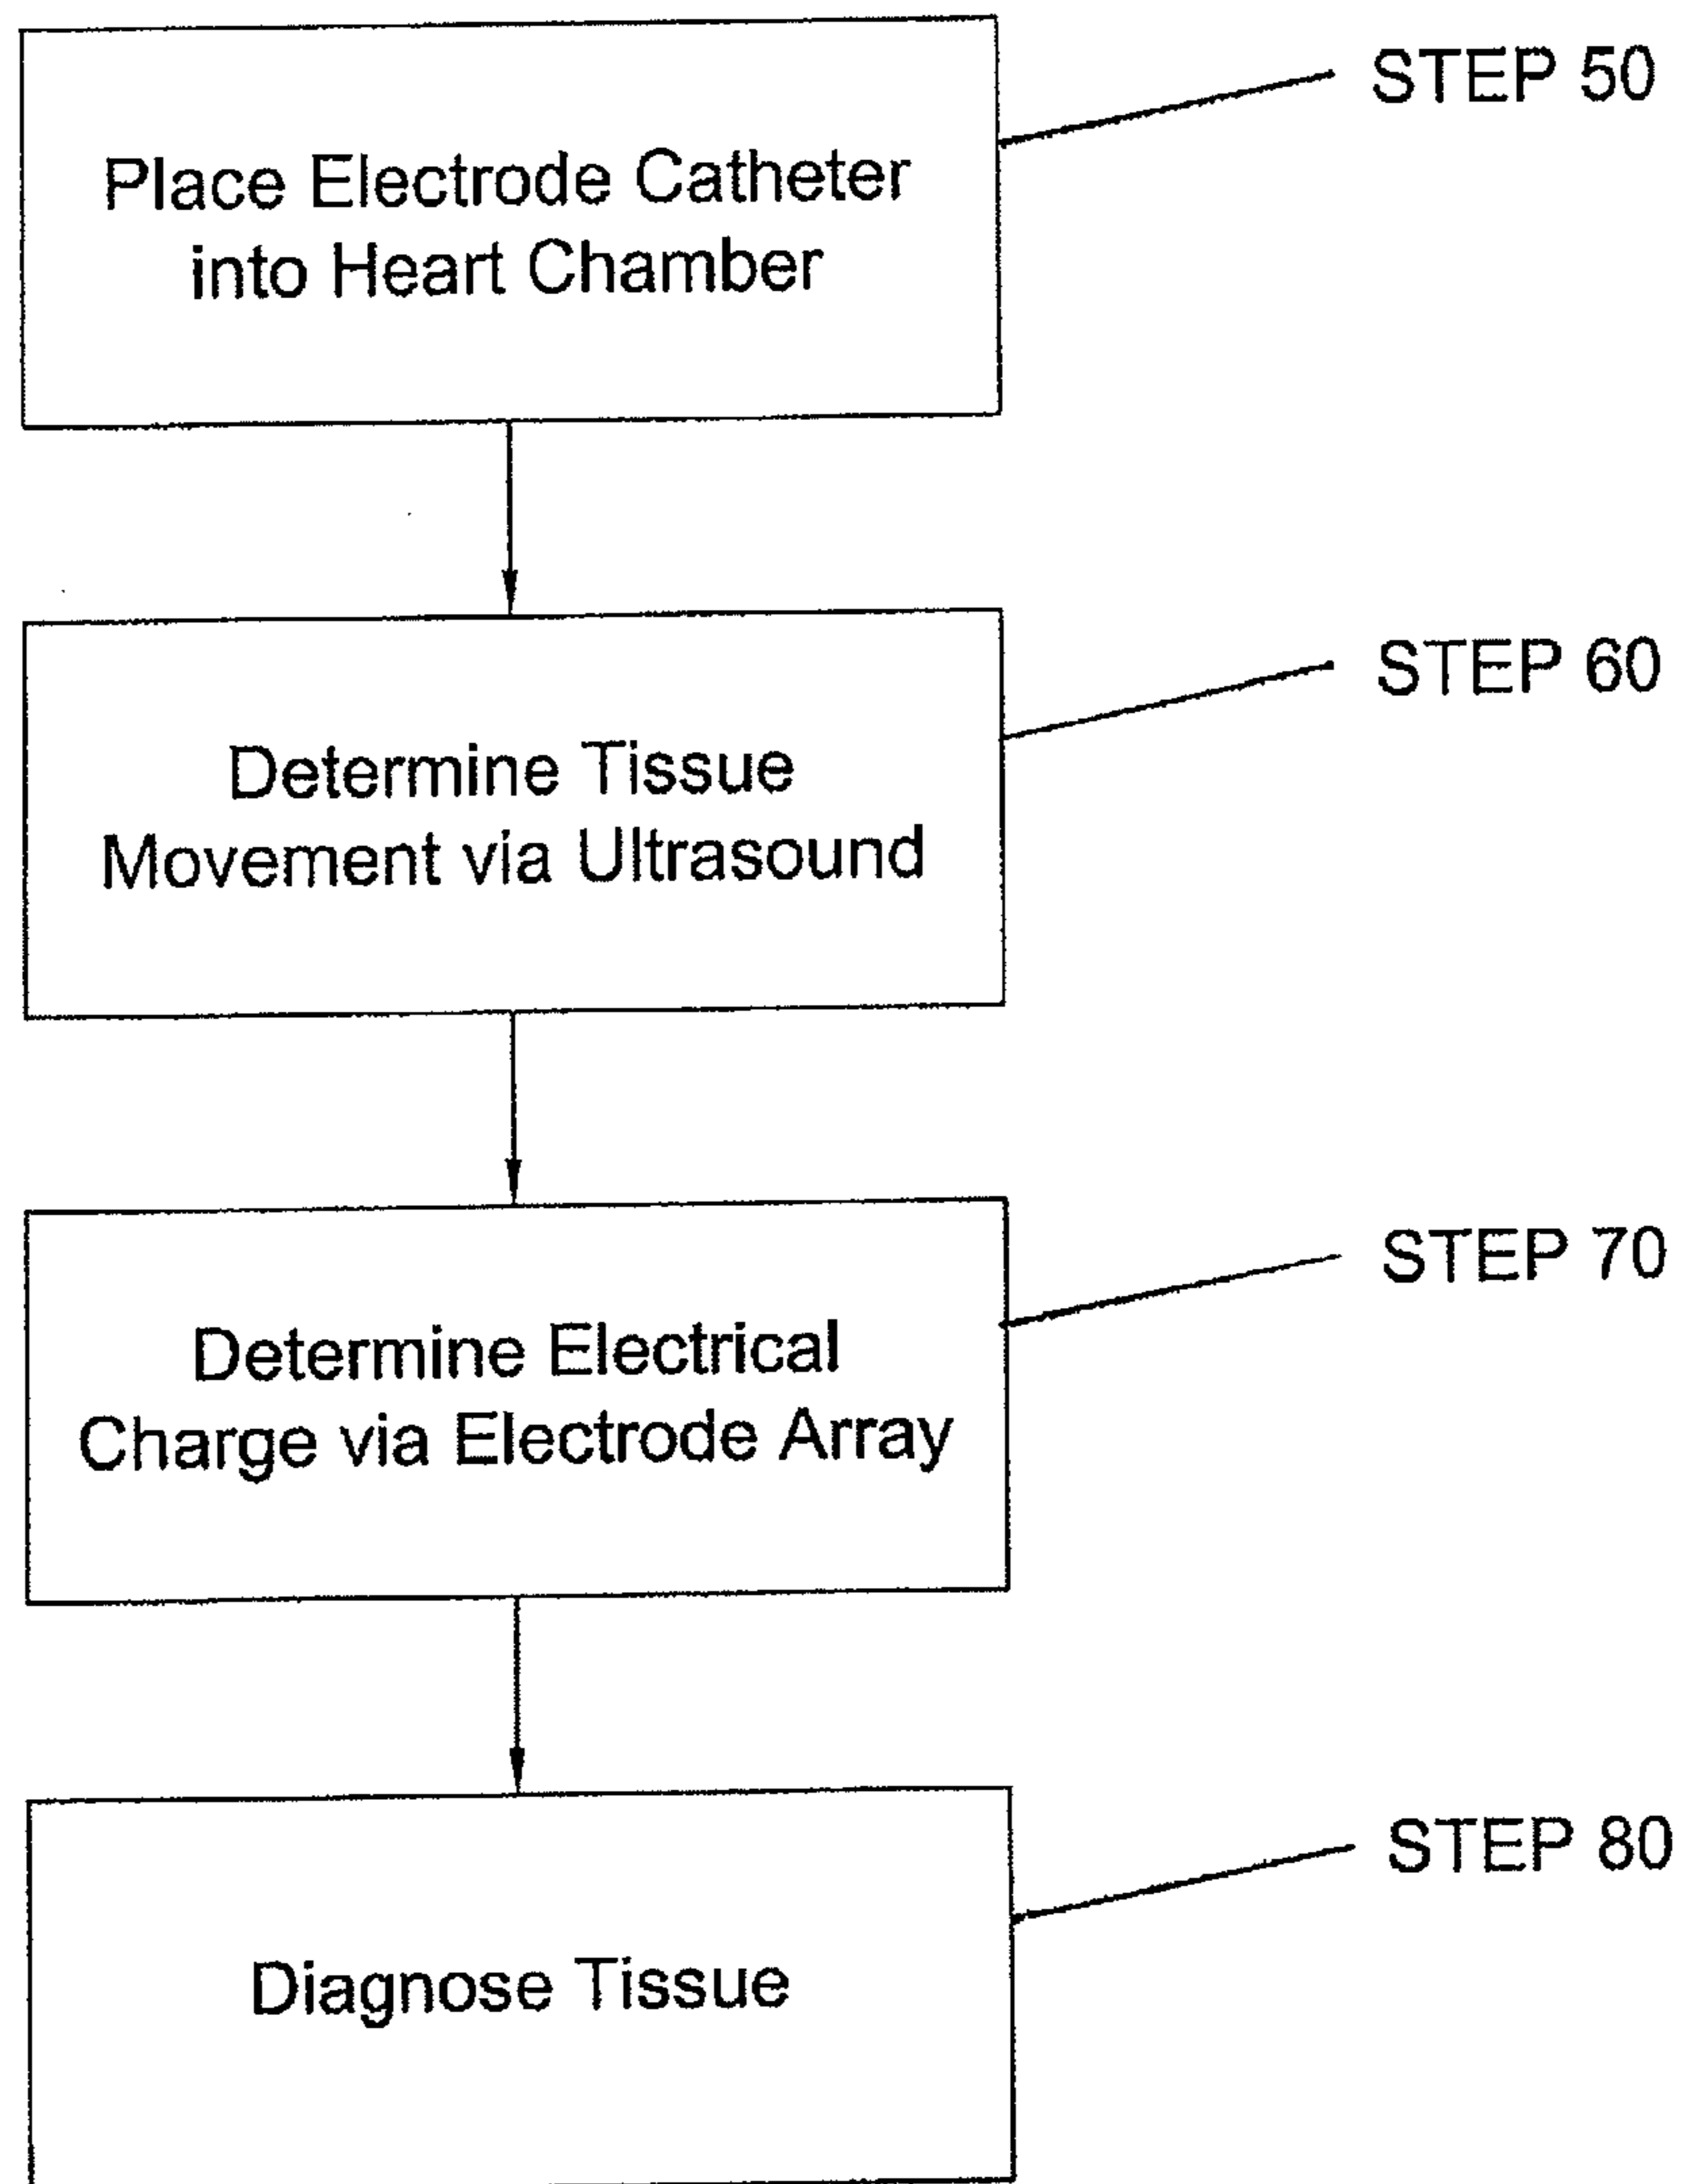 Place Electrode Catheter
into Heart Chamber
STEP 50
Determine Tissue
Movement via Ultrasound
STEP 60
Determine Electrical
Charge via Electrode Array
STEP 70
Diagnose Tissue
STEP 80